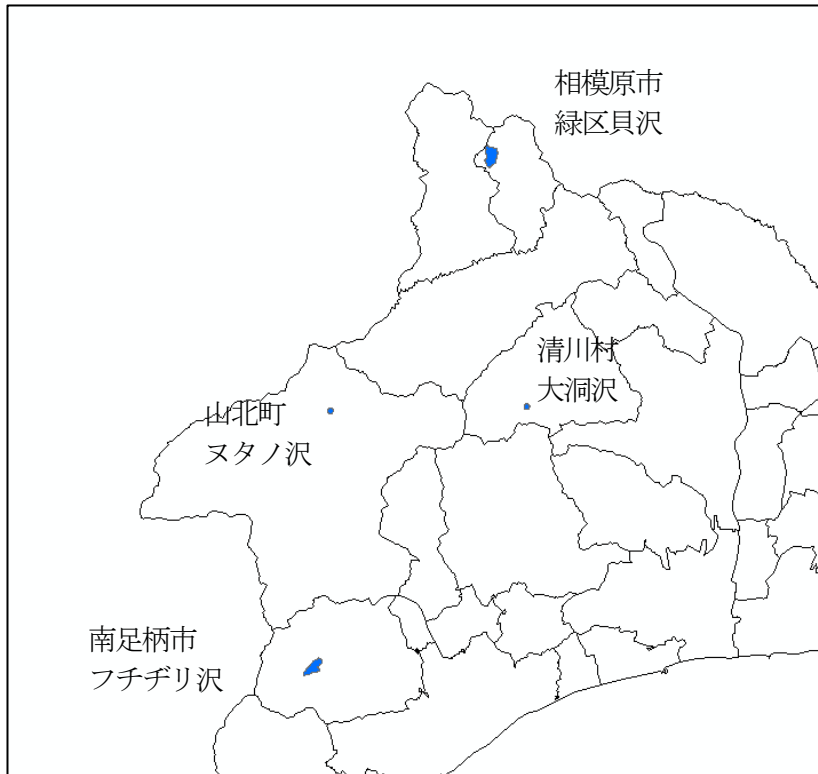 相模原市
緑区貝沢
清川村
大洞沢
山北町
ヌタノ沢
南足柄市
フチヂリ沢